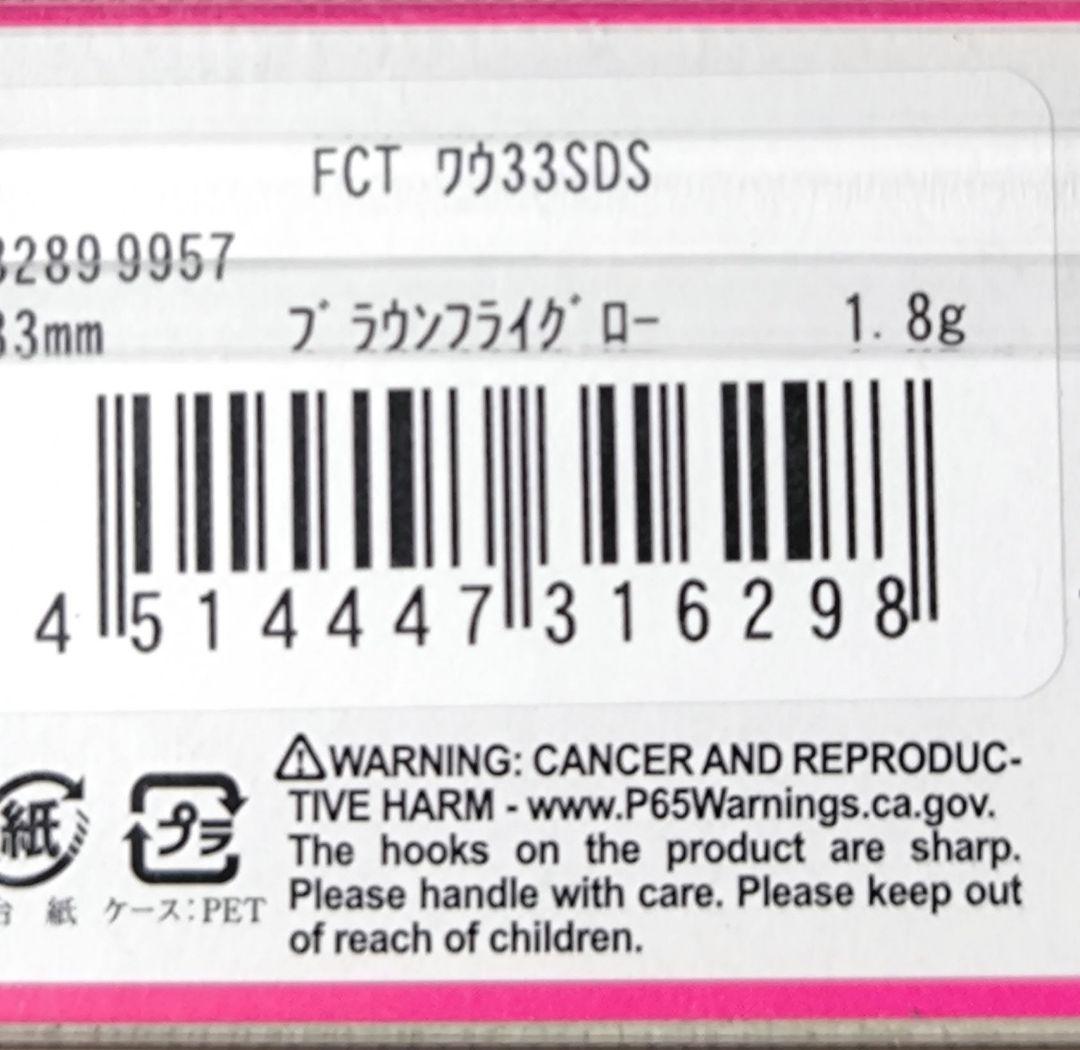 FCT ワウ33SDS
3289 9957
33mm ブラウンフライグロー 1.8g
4 514447 316298
⚠WARNING: CANCER AND REPRODUC-
TIVE HARM - www.P65Warnings.ca.gov.
The hooks on the product are sharp.
Please handle with care. Please keep out
of reach of children.
紙 プラ
台 紙 ケース:PET